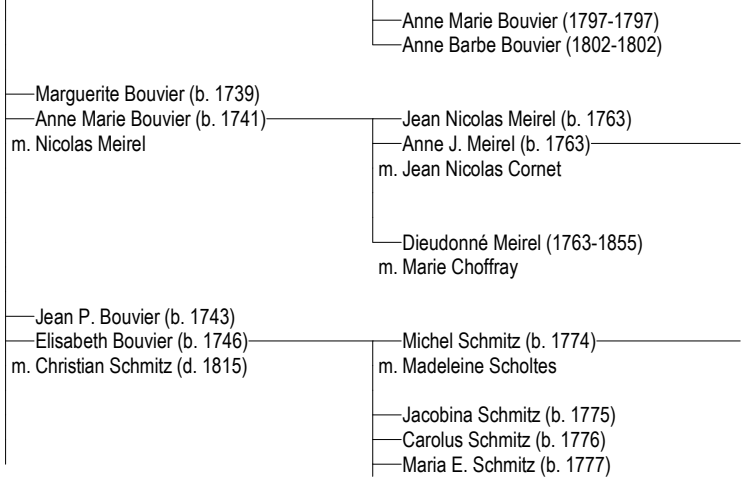 Anne Marie Bouvier (1797-1797)
Anne Barbe Bouvier (1802-1802)
Marguerite Bouvier (b. 1739)
Anne Marie Bouvier (b. 1741)
m. Nicolas Meirel
Jean Nicolas Meirel (b. 1763)
Anne J. Meirel (b. 1763)
m. Jean Nicolas Cornet
Dieudonné Meirel (1763-1855)
m. Marie Choffray
Jean P. Bouvier (b. 1743)
Elisabeth Bouvier (b. 1746)
m. Christian Schmitz (d. 1815)
Michel Schmitz (b. 1774)
m. Madeleine Scholtes
Jacobina Schmitz (b. 1775)
Carolus Schmitz (b. 1776)
Maria E. Schmitz (b. 1777)